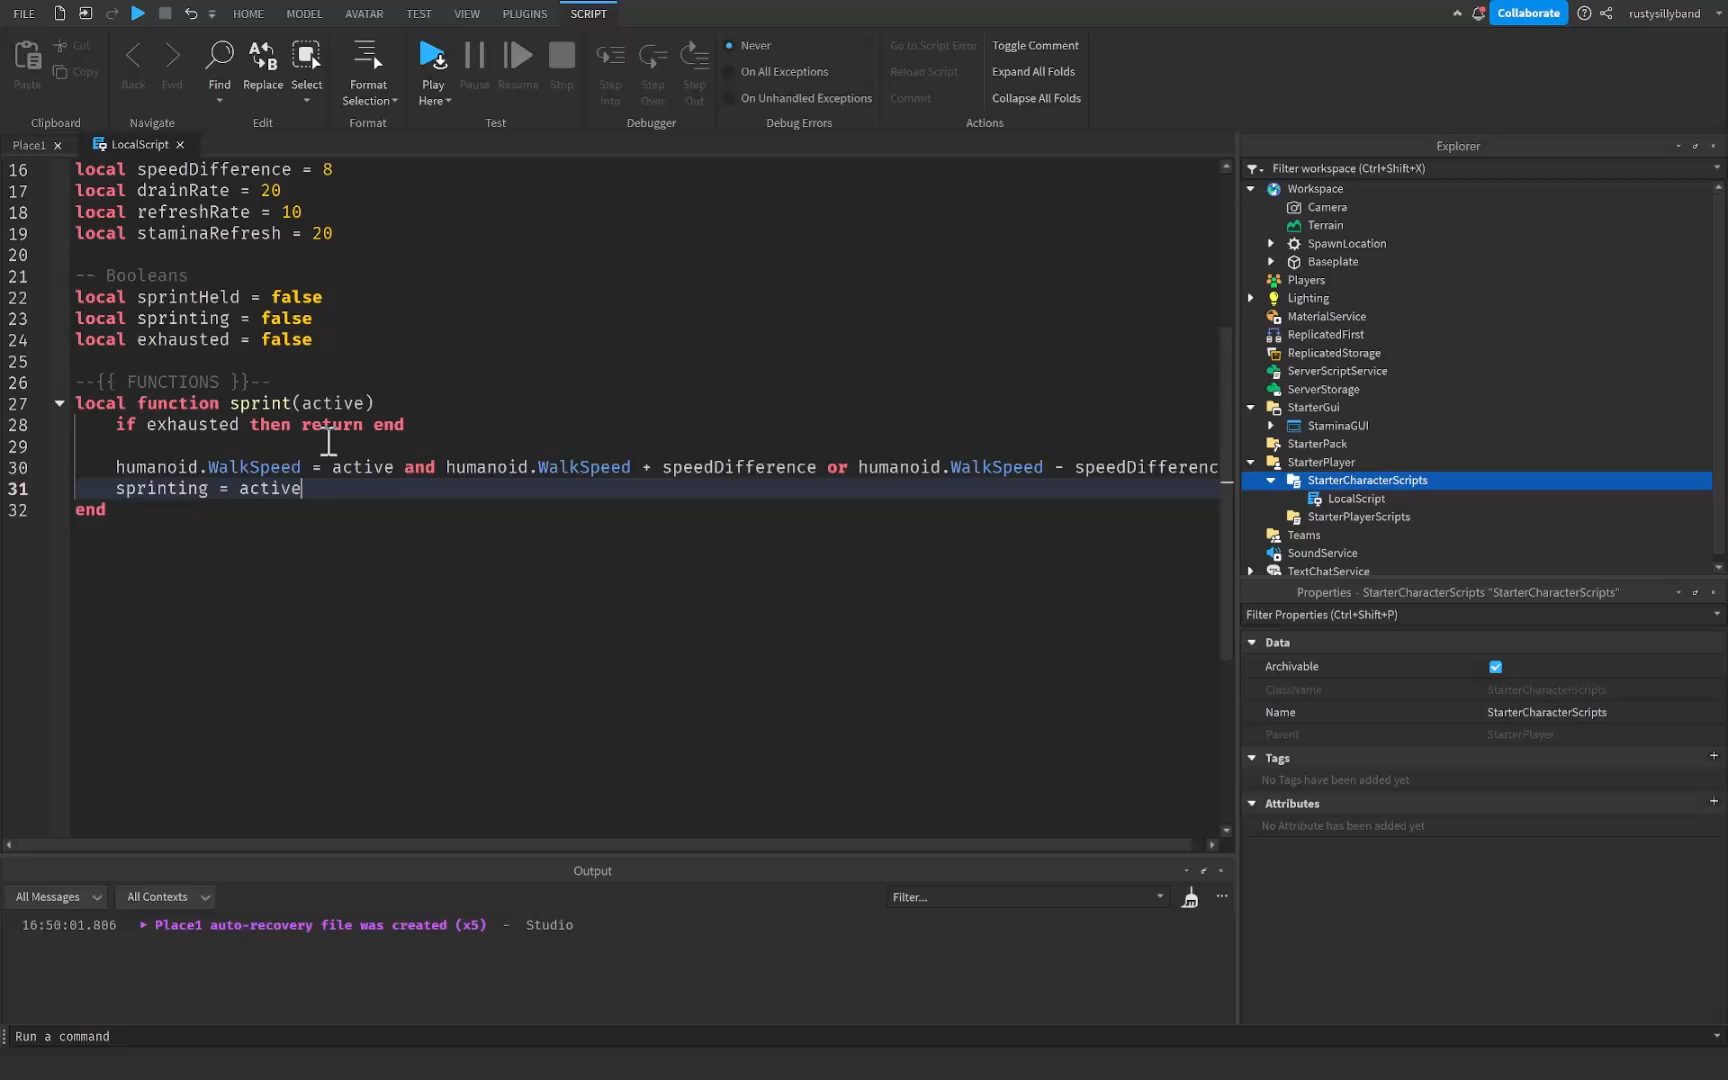 FILE HOME MODEL AVATAR TEST VIEW PLUGINS SCRIPT Collaborate rustysillyband
Cut
Copy
Paste
Back
Fwd
Find
Replace
Select
Format
Selection
Play
Here
Pause
Resume
Stop
Step
Into
Step
Over
Step
Out
Never
On All Exceptions
On Unhandled Exceptions
Go to Script Error
Reload Script
Commit
Toggle Comment
Expand All Folds
Collapse All Folds
Clipboard Navigate Edit Format Test Debugger Debug Errors Actions
Place1 LocalScript
16 local speedDifference = 8
17 local drainRate = 20
18 local refreshRate = 10
19 local staminaRefresh = 20
20
21 -- Booleans
22 local sprintHeld = false
23 local sprinting = false
24 local exhausted = false
25
26 --{{ FUNCTIONS }}--
27 local function sprint(active)
28 if exhausted then return end
29
30 humanoid.WalkSpeed = active and humanoid.WalkSpeed + speedDifference or humanoid.WalkSpeed - speedDifferenc
31 sprinting = active
32 end
Explorer
Filter workspace (Ctrl+Shift+X)
Workspace
Camera
Terrain
SpawnLocation
Baseplate
Players
Lighting
MaterialService
ReplicatedFirst
ReplicatedStorage
ServerScriptService
ServerStorage
StarterGui
StaminaGUI
StarterPack
StarterPlayer
StarterCharacterScripts
LocalScript
StarterPlayerScripts
Teams
SoundService
TextChatService
Properties - StarterCharacterScripts "StarterCharacterScripts"
Filter Properties (Ctrl+Shift+P)
Data
Archivable
ClassName StarterCharacterScripts
Name StarterCharacterScripts
Parent StarterPlayer
Tags +
No Tags have been added yet
Attributes +
No Attribute has been added yet
Output
All Messages All Contexts Filter...
16:50:01.806 Place1 auto-recovery file was created (x5) - Studio
Run a command